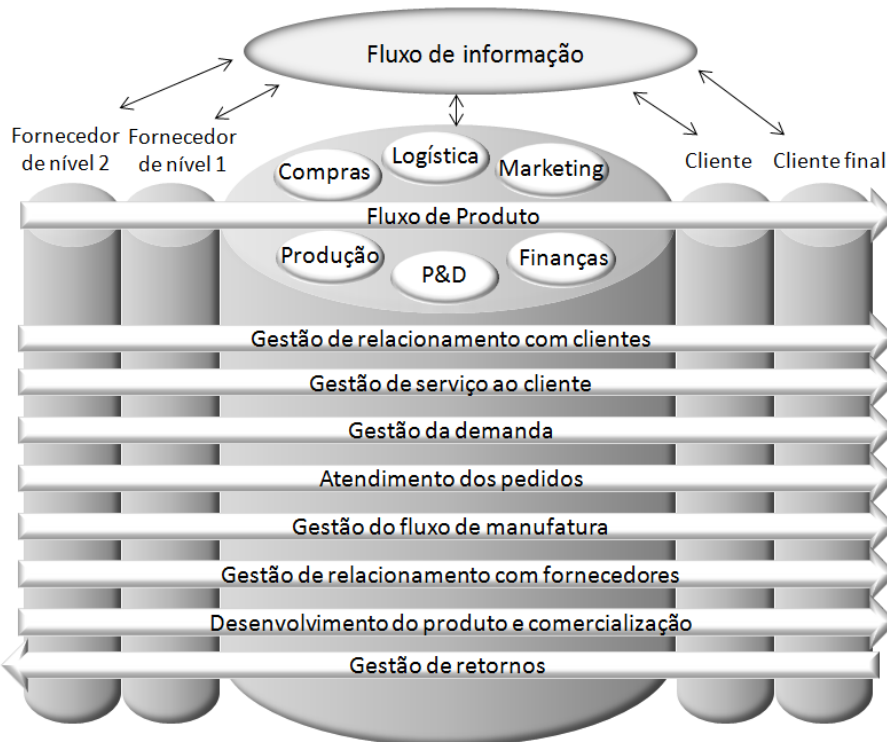 Fluxo de informação
Fornecedor
de nível 2
Fornecedor
de nível 1
Compras
Logística
Marketing
Cliente
Cliente final
Fluxo de Produto
Produção
P&D
Finanças
Gestão de relacionamento com clientes
Gestão de serviço ao cliente
Gestão da demanda
Atendimento dos pedidos
Gestão do fluxo de manufatura
Gestão de relacionamento com fornecedores
Desenvolvimento do produto e comercialização
Gestão de retornos